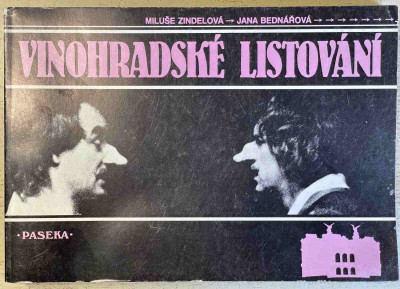 MILUŠE ZINDELOVÁ → JANA BEDNÁŘOVÁ → → → → → → →
VINOHRADSKÉ LISTOVÁNÍ
·PASEKA·